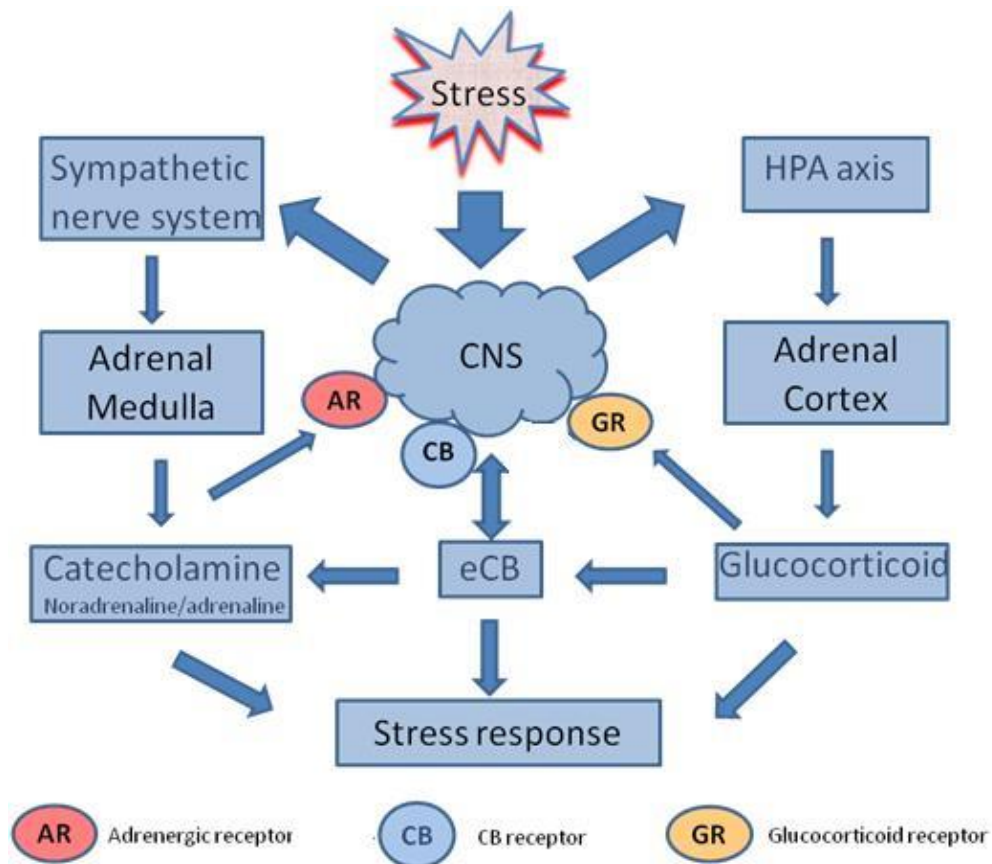 Stress
Sympathetic
nerve system
HPA axis
Adrenal
Medulla
CNS
Adrenal
Cortex
AR
CB
GR
Catecholamine
Noradrenaline/adrenaline
eCB
Glucocorticoid
Stress response
AR Adrenergic receptor
CB CB receptor
GR Glucocorticoid receptor